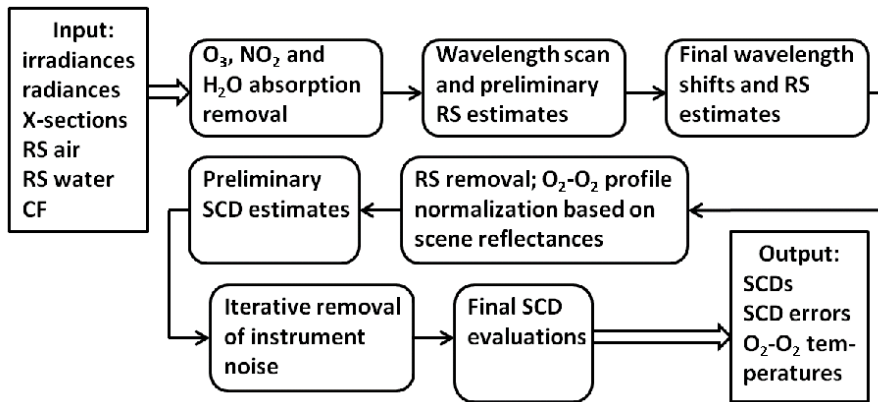 Input:
irradiances
radiances
X-sections
RS air
RS water
CF
O₃, NO₂ and
H₂O absorption
removal
Wavelength scan
and preliminary
RS estimates
Final wavelength
shifts and RS
estimates
RS removal; O₂-O₂ profile
normalization based on
scene reflectances
Preliminary
SCD estimates
Iterative removal
of instrument
noise
Final SCD
evaluations
Output:
SCDs
SCD errors
O₂-O₂ tem-
peratures